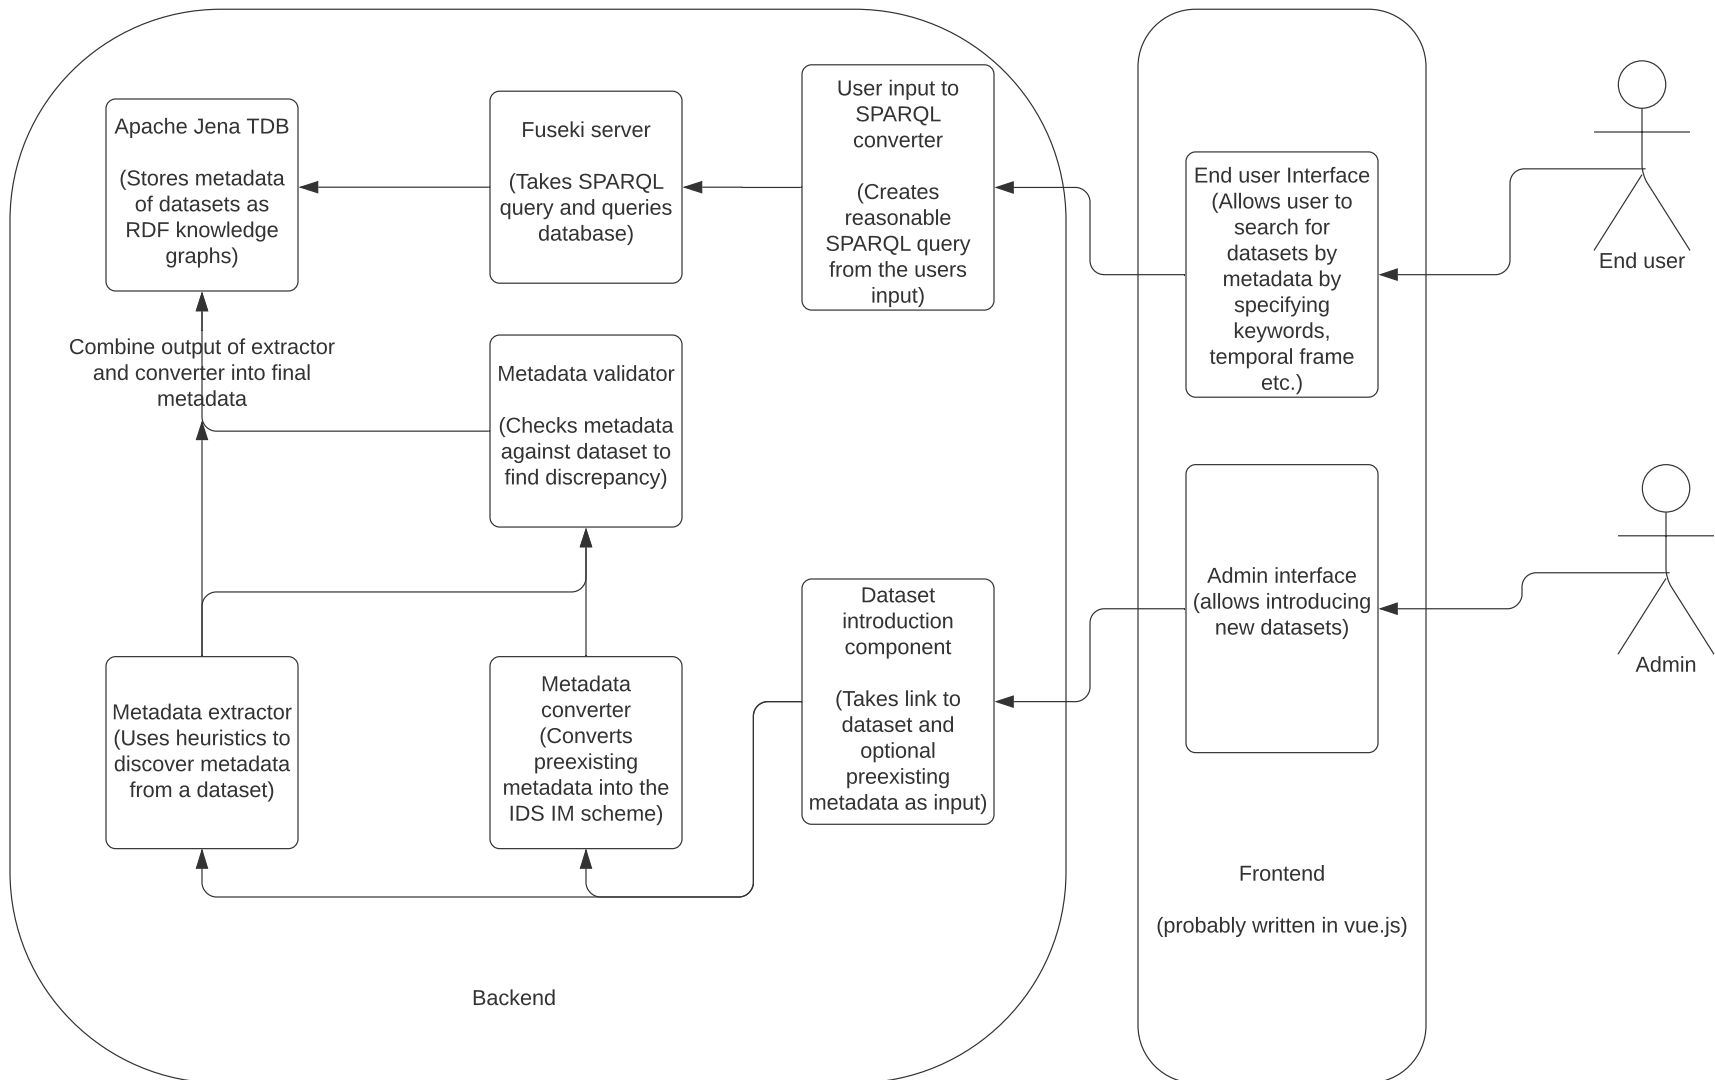 Apache Jena TDB
(Stores metadata
of datasets as
RDF knowledge
graphs)
Fuseki server
(Takes SPARQL
query and queries
database)
User input to
SPARQL
converter
(Creates
reasonable
SPARQL query
from the users
input)
End user Interface
(Allows user to
search for
datasets by
metadata by
specifying
keywords,
temporal frame
etc.)
End user
Combine output of extractor
and converter into final
metadata
Metadata validator
(Checks metadata
against dataset to
find discrepancy)
Admin interface
(allows introducing
new datasets)
Admin
Metadata extractor
(Uses heuristics to
discover metadata
from a dataset)
Metadata
converter
(Converts
preexisting
metadata into the
IDS IM scheme)
Dataset
introduction
component
(Takes link to
dataset and
optional
preexisting
metadata as input)
Frontend
(probably written in vue.js)
Backend